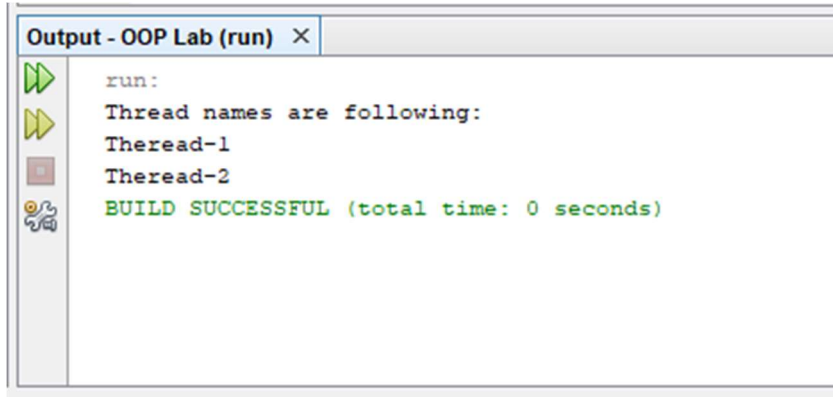 Output - OOP Lab (run) ×
run:
Thread names are following:
Theread-1
Theread-2
BUILD SUCCESSFUL (total time: 0 seconds)